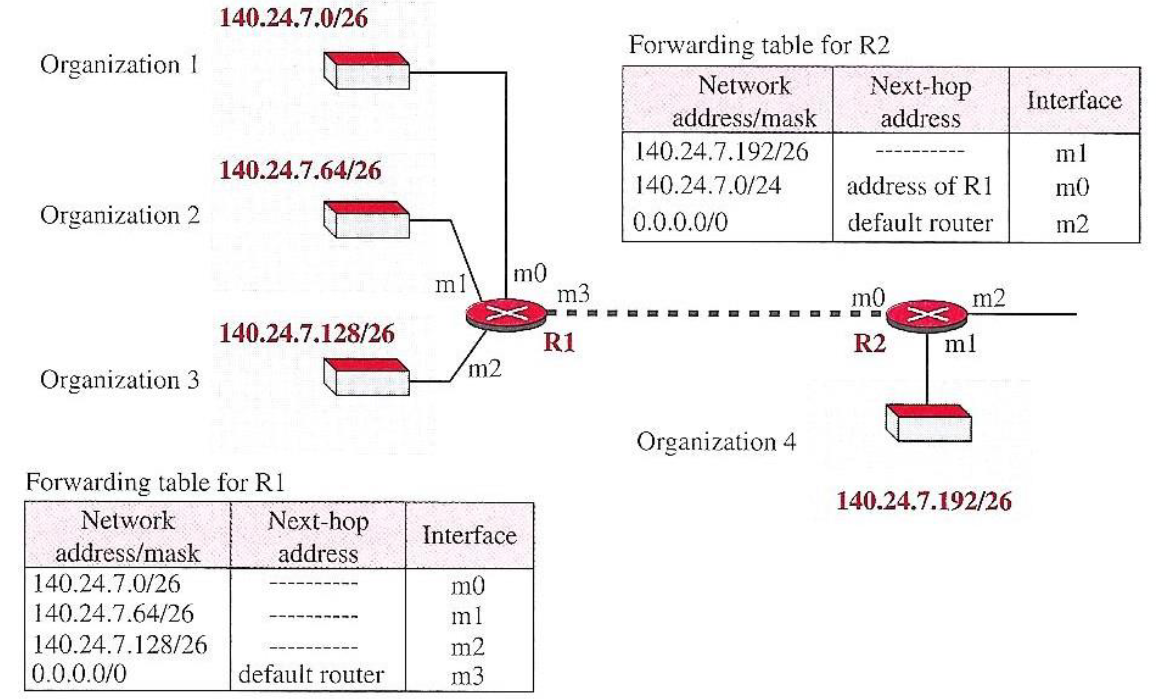 140.24.7.0/26
Organization 1
140.24.7.64/26
Organization 2
140.24.7.128/26
Organization 3
m0
m1
m2
m3
R1
Forwarding table for R2
Network address/mask Next-hop address Interface
140.24.7.192/26 ---------- m1
140.24.7.0/24 address of R1 m0
0.0.0.0/0 default router m2
m0
m2
R2
m1
Organization 4
140.24.7.192/26
Forwarding table for R1
Network address/mask Next-hop address Interface
140.24.7.0/26 ---------- m0
140.24.7.64/26 ---------- m1
140.24.7.128/26 ---------- m2
0.0.0.0/0 default router m3